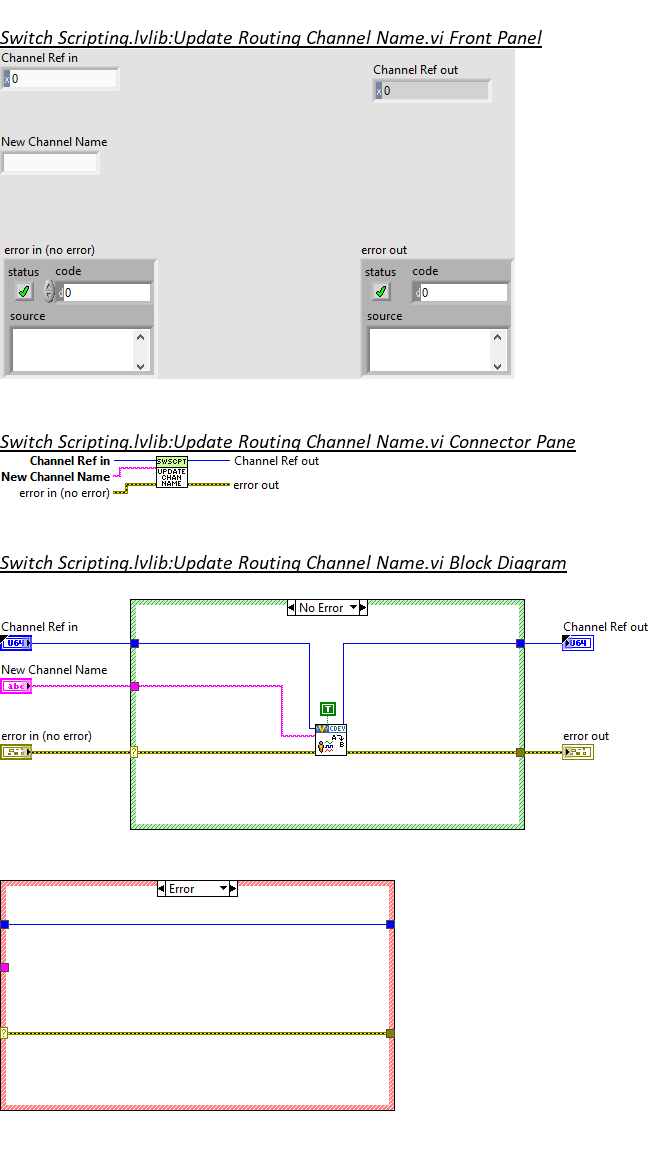 Switch Scripting.lvlib:Update Routing Channel Name.vi Front Panel
Channel Ref in
x 0
Channel Ref out
x 0
New Channel Name
error in (no error)
status code
d 0
source
error out
status code
d 0
source
Switch Scripting.lvlib:Update Routing Channel Name.vi Connector Pane
Channel Ref in
New Channel Name
error in (no error)
SWSCPT
UPDATE
CHAN
NAME
Channel Ref out
error out
Switch Scripting.lvlib:Update Routing Channel Name.vi Block Diagram
No Error
Channel Ref in
U64
Channel Ref out
U64
New Channel Name
abc
T
CDEV
A
B
error in (no error)
?
error out
Error
?